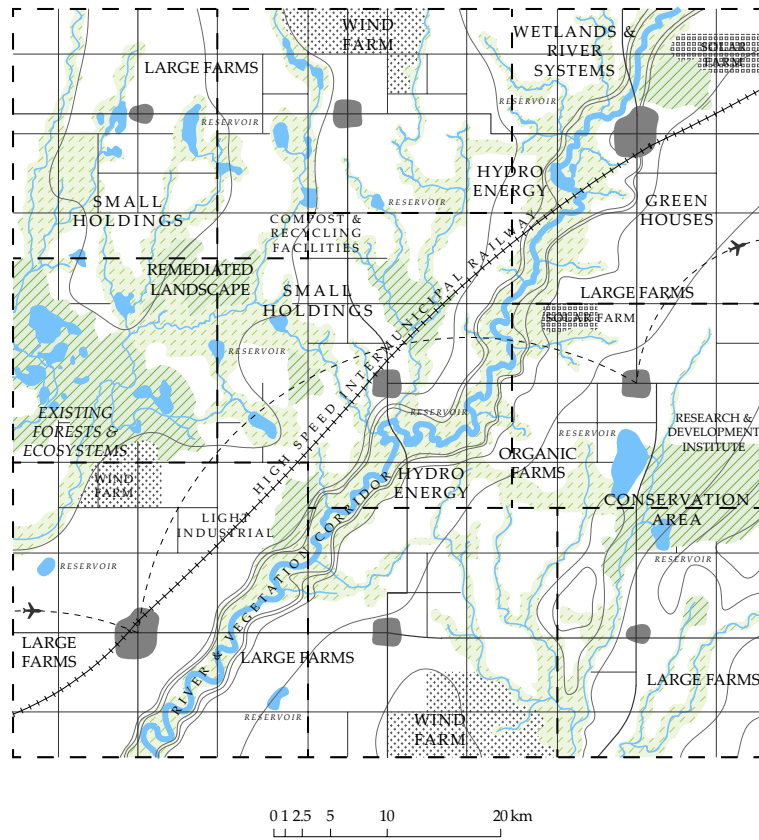 WIND
FARM
WETLANDS &
RIVER
SYSTEMS
SOLAR
FARM
LARGE FARMS
RESERVOIR
RESERVOIR
HYDRO
ENERGY
SMALL
HOLDINGS
RESERVOIR
GREEN
HOUSES
COMPOST &
RECYCLING
FACILITIES
REMEDIATED
LANDSCAPE
SMALL
HOLDINGS
LARGE FARMS
SOLAR FARM
HIGH SPEED INTERMUNICIPAL RAILWAY
RESERVOIR
EXISTING
FORESTS &
ECOSYSTEMS
RESERVOIR
RESEARCH &
DEVELOPMENT
INSTITUTE
RESERVOIR
ORGANIC
FARMS
WIND
FARM
HYDRO
ENERGY
CONSERVATION
AREA
LIGHT
INDUSTRIAL
RESERVOIR
RESERVOIR
RIVER & VEGETATION CORRIDOR
LARGE
FARMS
LARGE FARMS
LARGE FARMS
RESERVOIR
WIND
FARM
0 1 2.5 5 10 20 km